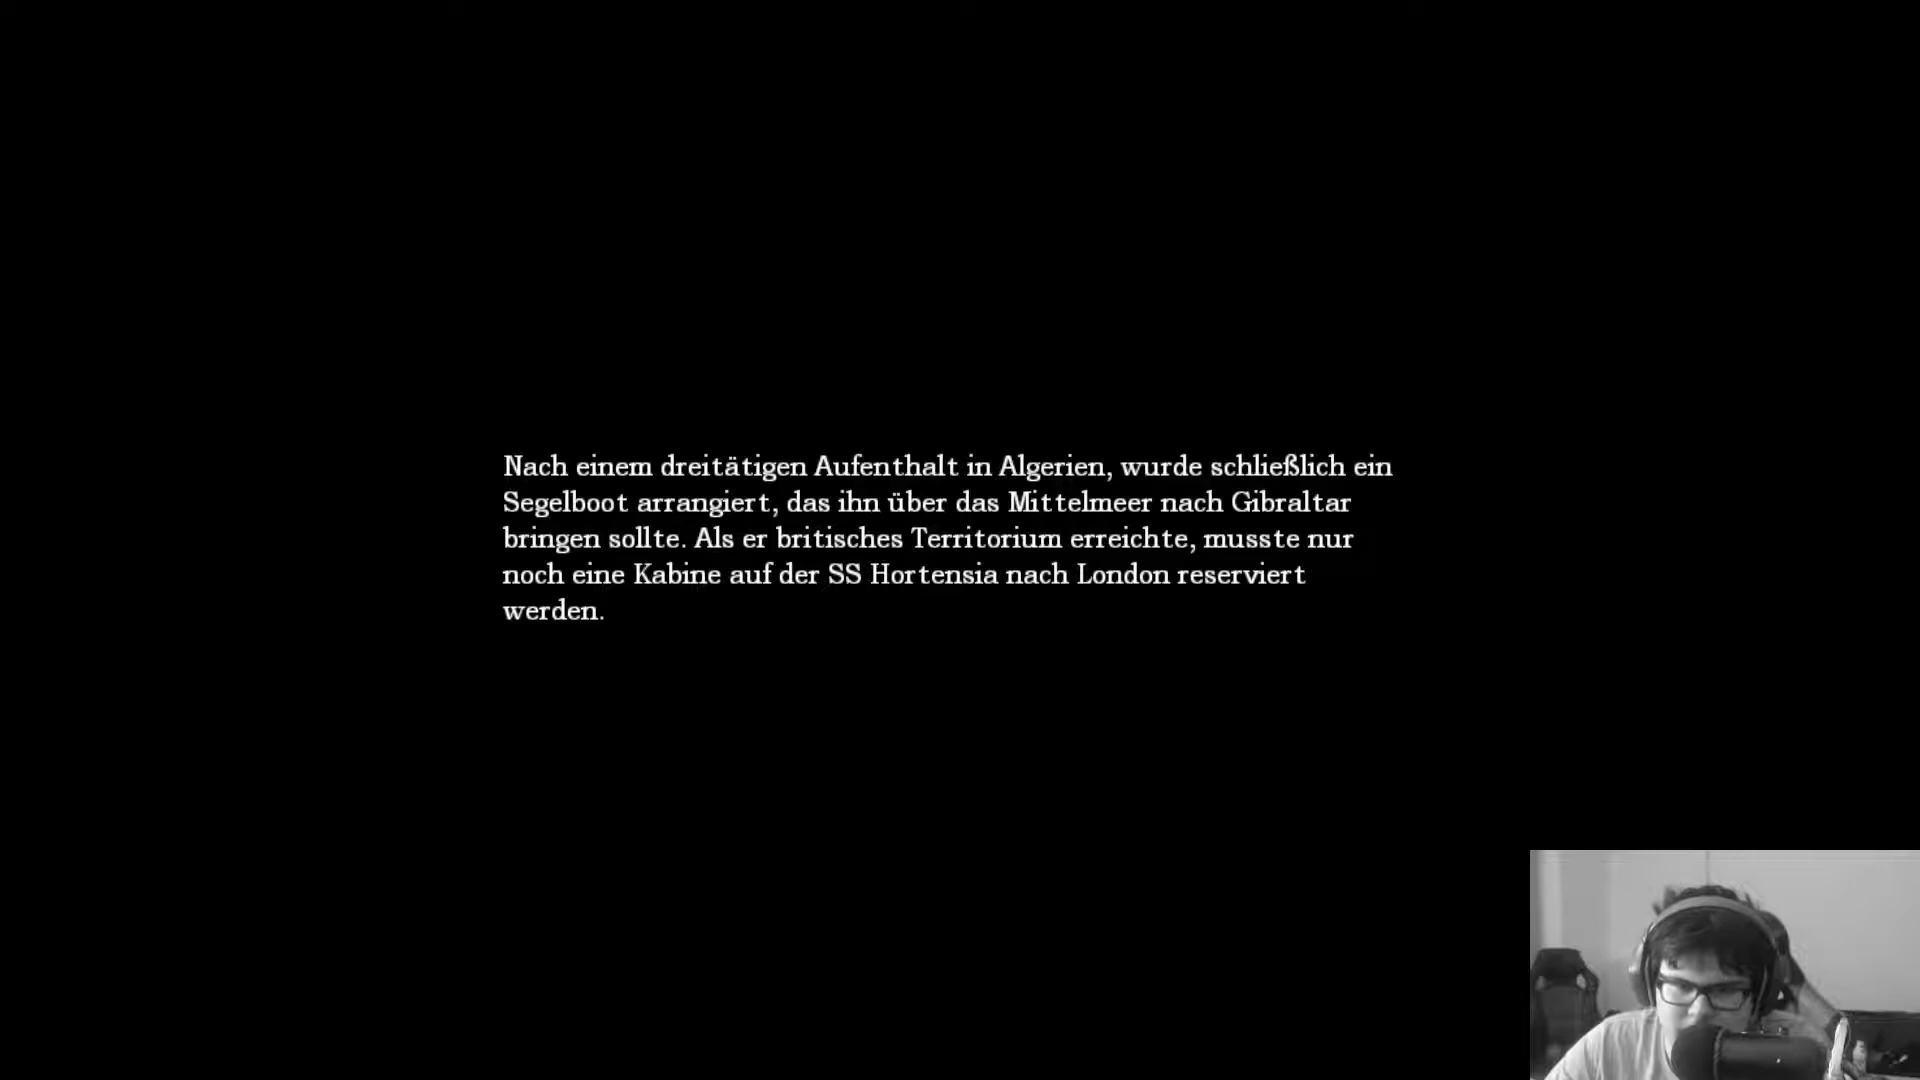 Nach einem dreitätigen Aufenthalt in Algerien, wurde schließlich ein
Segelboot arrangiert, das ihn über das Mittelmeer nach Gibraltar
bringen sollte. Als er britisches Territorium erreichte, musste nur
noch eine Kabine auf der SS Hortensia nach London reserviert
werden.